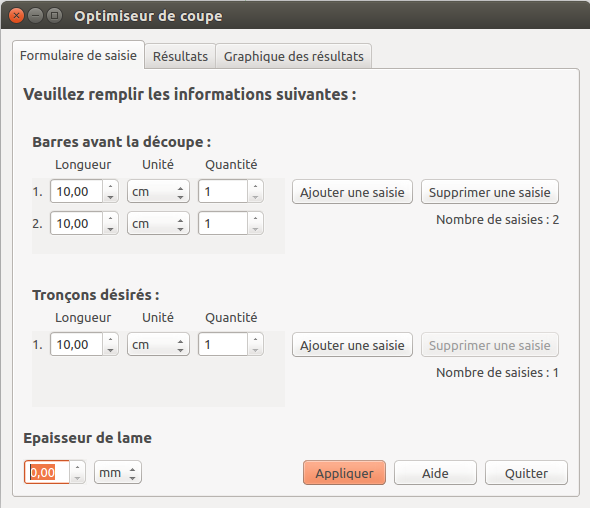 Optimiseur de coupe
Formulaire de saisie Résultats Graphique des résultats
Veuillez remplir les informations suivantes :
Barres avant la découpe :
Longueur Unité Quantité
1. 10,00 cm 1 Ajouter une saisie Supprimer une saisie
Nombre de saisies : 2
2. 10,00 cm 1
Tronçons désirés :
Longueur Unité Quantité
1. 10,00 cm 1 Ajouter une saisie Supprimer une saisie
Nombre de saisies : 1
Epaisseur de lame
0,00 mm Appliquer Aide Quitter